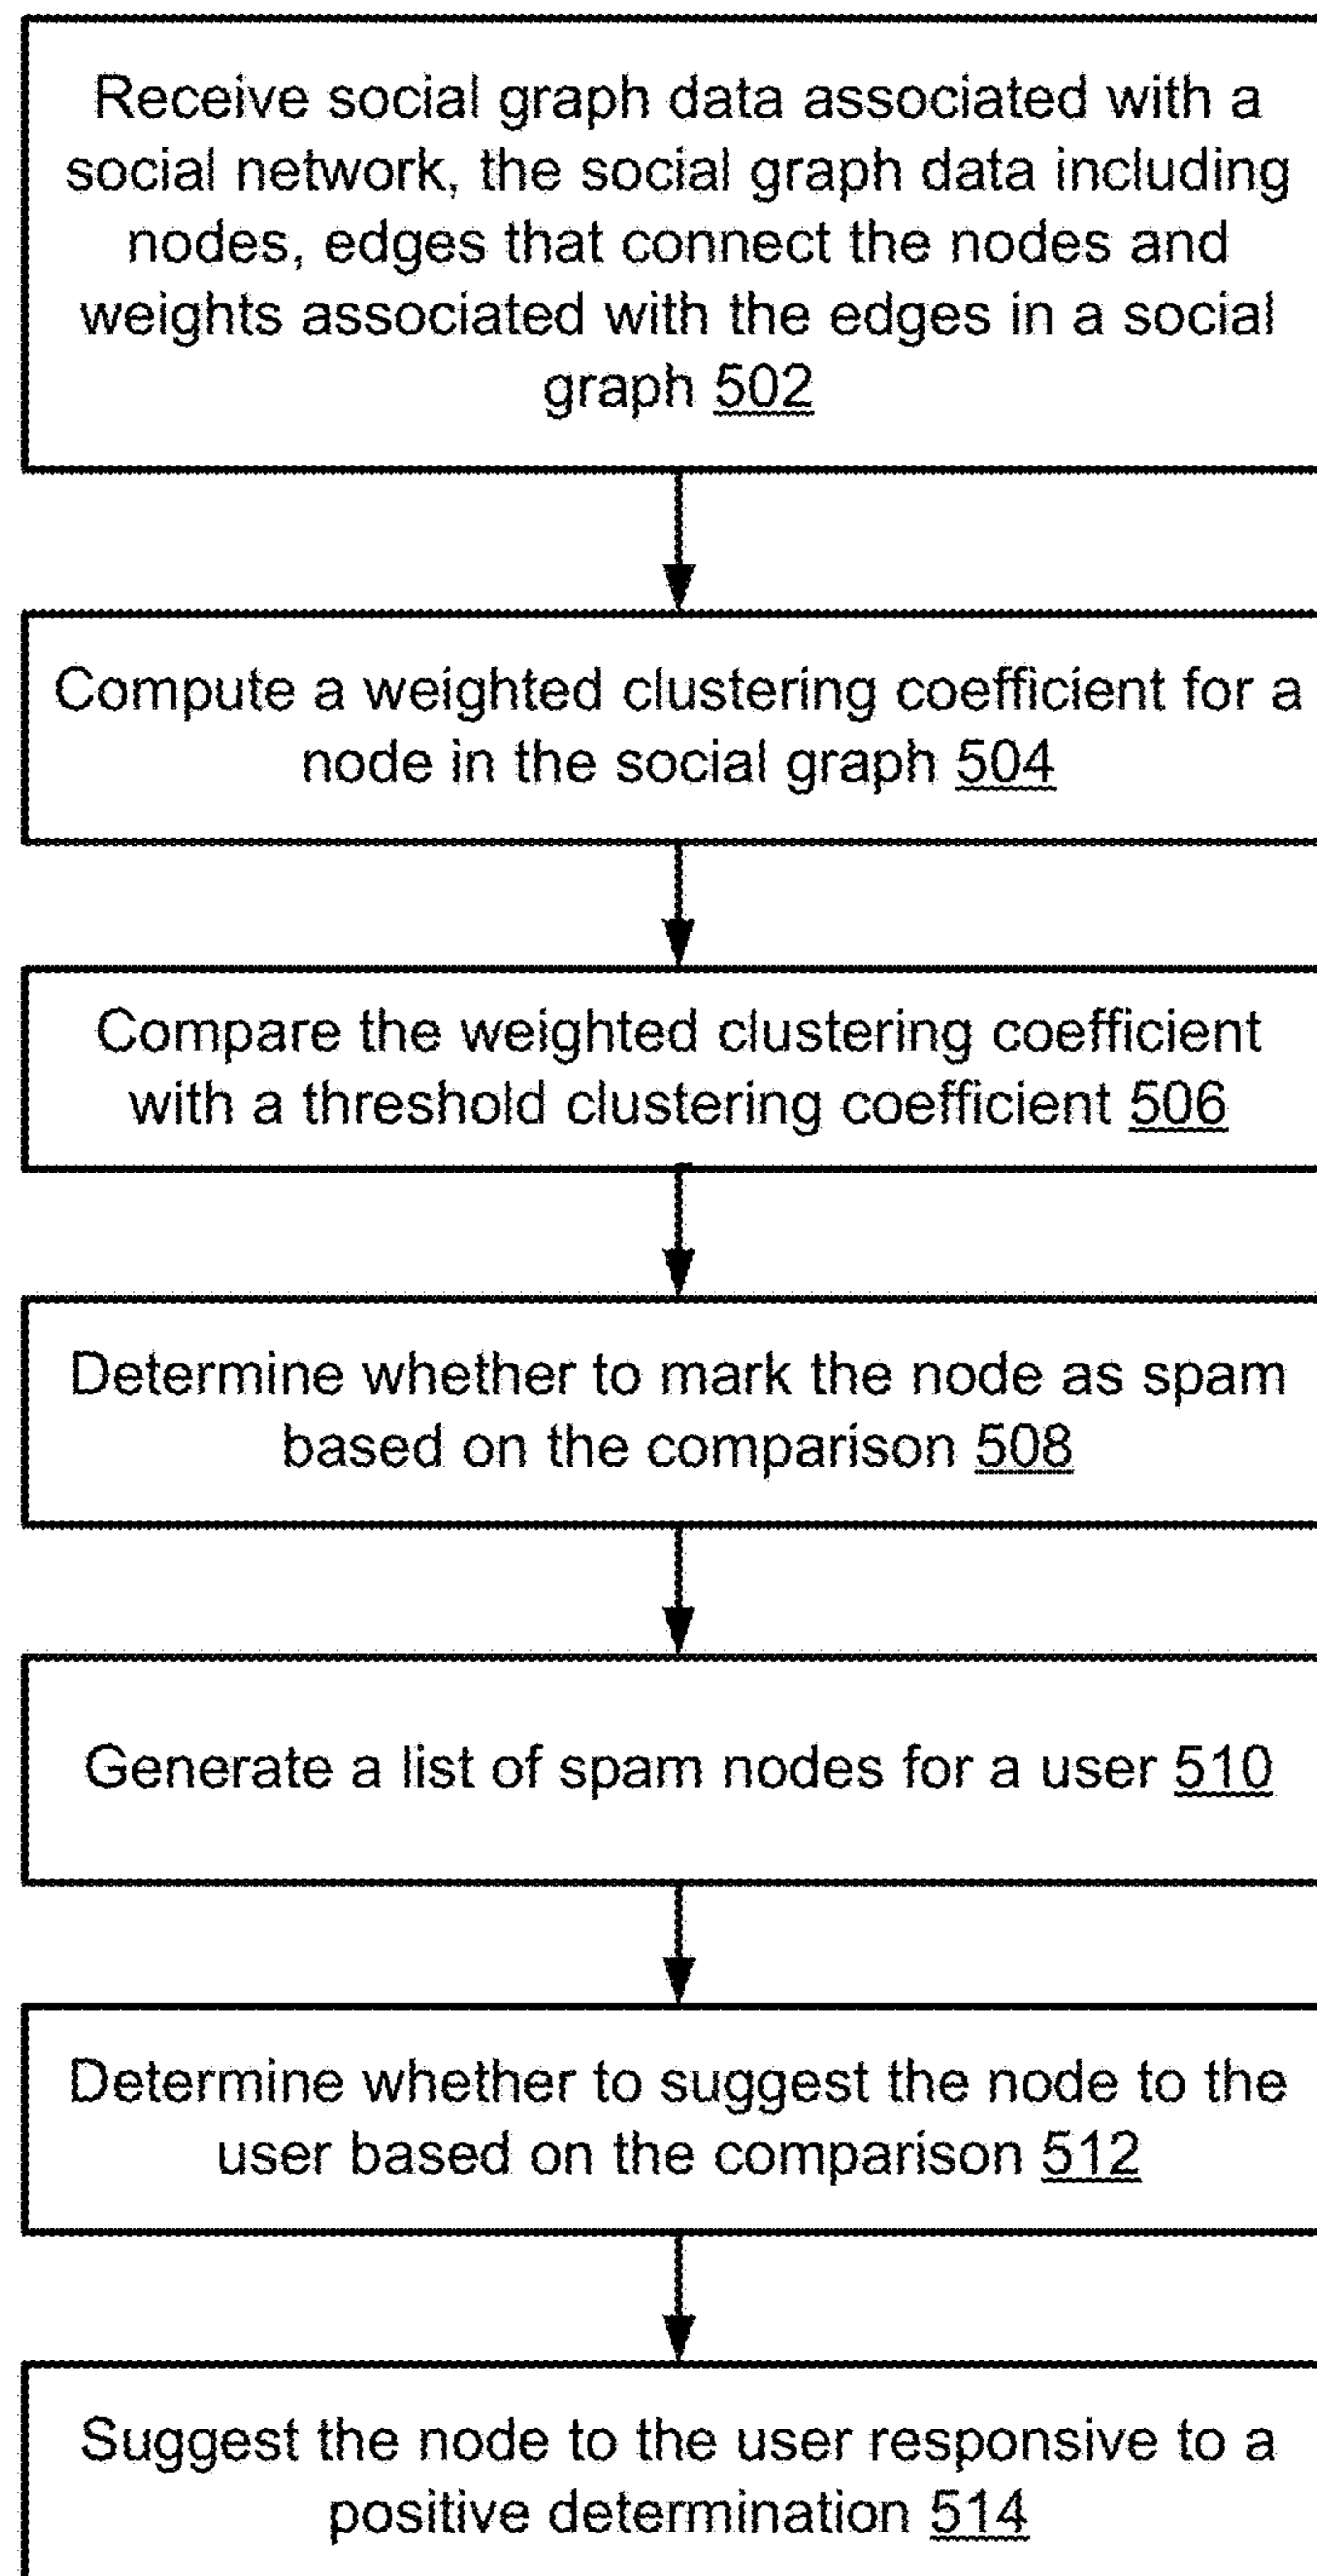 Receive social graph data associated with a
social network, the social graph data including
nodes, edges that connect the nodes and
weights associated with the edges in a social
graph 502
Compute a weighted clustering coefficient for a
node in the social graph 504
Compare the weighted clustering coefficient
with a threshold clustering coefficient 506
Determine whether to mark the node as spam
based on the comparison 508
Generate a list of spam nodes for a user 510
Determine whether to suggest the node to the
user based on the comparison 512
Suggest the node to the user responsive to a
positive determination 514